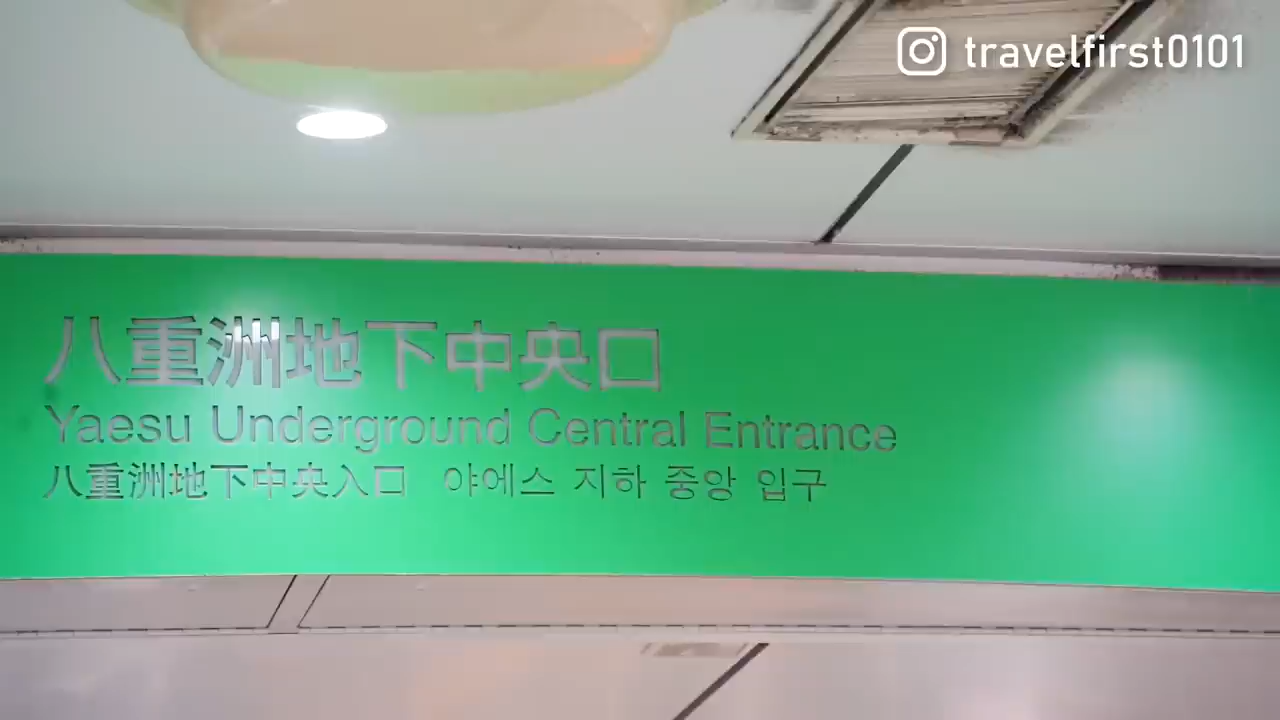 travelfirst0101
八重洲地下中央口
Yaesu Underground Central Entrance
八重洲地下中央入口 야에스 지하 중앙 입구